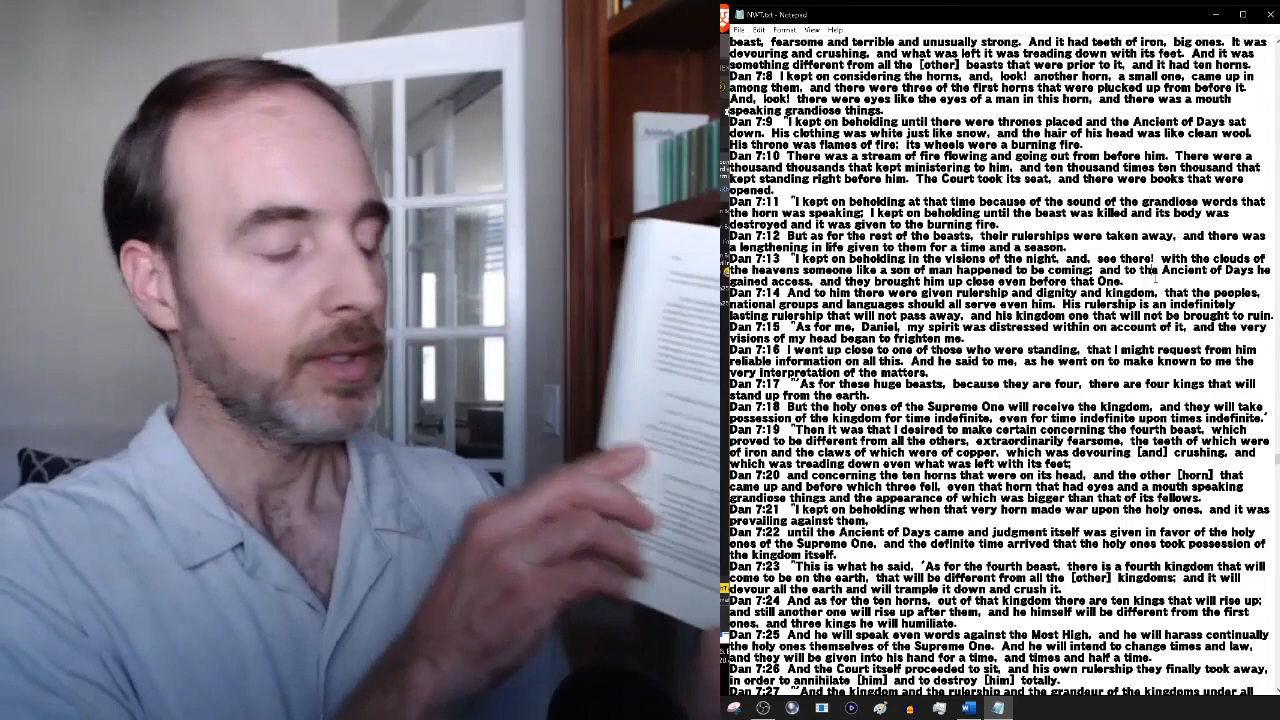 NWT.txt - Notepad
File Edit Format View Help
beast, fearsome and terrible and unusually strong. And it had teeth of iron, big ones. It was
devouring and crushing, and what was left it was treading down with its feet. And it was
something different from all the [other] beasts that were prior to it, and it had ten horns.
Dan 7:8 I kept on considering the horns, and, look! another horn, a small one, came up in
among them, and there were three of the first horns that were plucked up from before it.
And, look! there were eyes like the eyes of a man in this horn, and there was a mouth
speaking grandiose things.
Dan 7:9 "I kept on beholding until there were thrones placed and the Ancient of Days sat
down. His clothing was white just like snow, and the hair of his head was like clean wool.
His throne was flames of fire; its wheels were a burning fire.
Dan 7:10 There was a stream of fire flowing and going out from before him. There were a
thousand thousands that kept ministering to him, and ten thousand times ten thousand that
kept standing right before him. The Court took its seat, and there were books that were
opened.
Dan 7:11 "I kept on beholding at that time because of the sound of the grandiose words that
the horn was speaking; I kept on beholding until the beast was killed and its body was
destroyed and it was given to the burning fire.
Dan 7:12 But as for the rest of the beasts, their rulerships were taken away, and there was
a lengthening in life given to them for a time and a season.
Dan 7:13 "I kept on beholding in the visions of the night, and, see there! with the clouds of
the heavens someone like a son of man happened to be coming; and to the Ancient of Days he
gained access, and they brought him up close even before that One.
Dan 7:14 And to him there were given rulership and dignity and kingdom, that the peoples,
national groups and languages should all serve even him. His rulership is an indefinitely
lasting rulership that will not pass away, and his kingdom one that will not be brought to ruin.
Dan 7:15 "As for me, Daniel, my spirit was distressed within on account of it, and the very
visions of my head began to frighten me.
Dan 7:16 I went up close to one of those who were standing, that I might request from him
reliable information on all this. And he said to me, as he went on to make known to me the
very interpretation of the matters,
Dan 7:17 "'As for these huge beasts, because they are four, there are four kings that will
stand up from the earth.
Dan 7:18 But the holy ones of the Supreme One will receive the kingdom, and they will take
possession of the kingdom for time indefinite, even for time indefinite upon times indefinite.'
Dan 7:19 "Then it was that I desired to make certain concerning the fourth beast, which
proved to be different from all the others, extraordinarily fearsome, the teeth of which were
of iron and the claws of which were of copper, which was devouring [and] crushing, and
which was treading down even what was left with its feet;
Dan 7:20 and concerning the ten horns that were on its head, and the other [horn] that
came up and before which three fell, even that horn that had eyes and a mouth speaking
grandiose things and the appearance of which was bigger than that of its fellows.
Dan 7:21 "I kept on beholding when that very horn made war upon the holy ones, and it was
prevailing against them,
Dan 7:22 until the Ancient of Days came and judgment itself was given in favor of the holy
ones of the Supreme One, and the definite time arrived that the holy ones took possession of
the kingdom itself.
Dan 7:23 "This is what he said, 'As for the fourth beast, there is a fourth kingdom that will
come to be on the earth, that will be different from all the [other] kingdoms; and it will
devour all the earth and will trample it down and crush it.
Dan 7:24 And as for the ten horns, out of that kingdom there are ten kings that will rise up;
and still another one will rise up after them, and he himself will be different from the first
ones, and three kings he will humiliate.
Dan 7:25 And he will speak even words against the Most High, and he will harass continually
the holy ones themselves of the Supreme One. And he will intend to change times and law,
and they will be given into his hand for a time, and times and half a time.
Dan 7:26 And the Court itself proceeded to sit, and his own rulership they finally took away,
in order to annihilate [him] and to destroy [him] totally.
Dan 7:27 "'And the kingdom and the rulership and the grandeur of the kingdoms under all